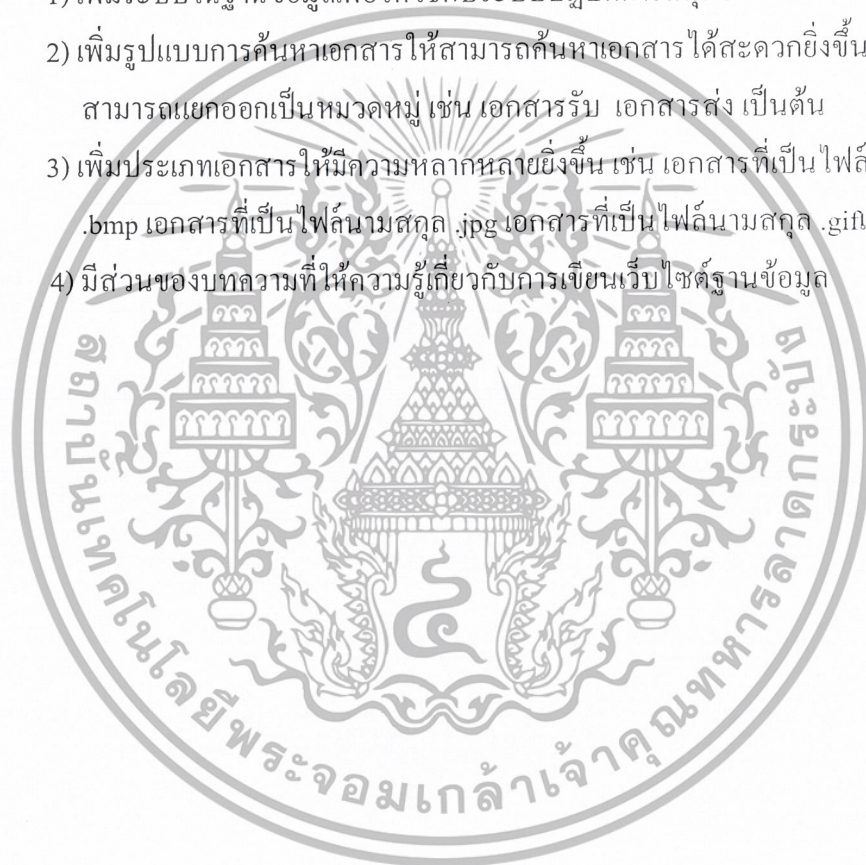 2) เพิ่มรูปแบบการค้นหาเอกสารให้สามารถค้นหาเอกสารได้สะดวกยิ่งขึ้น
สามารถแยกออกเป็นหมวดหมู่ เช่น เอกสารรับ เอกสารส่ง เป็นต้น
3) เพิ่มประเภทเอกสารให้มีความหลากหลายยิ่งขึ้น เช่น เอกสารที่เป็นไฟล์
.bmp เอกสารที่เป็นไฟล์นามสกุล .jpg เอกสารที่เป็นไฟล์นามสกุล .gif
4) มีส่วนของบทความที่ให้ความรู้เกี่ยวกับการเขียนเว็บไซต์ฐานข้อมูล
สถาบันเทคโนโลยีพระจอมเกล้าเจ้าคุณทหารลาดกระบัง
๔